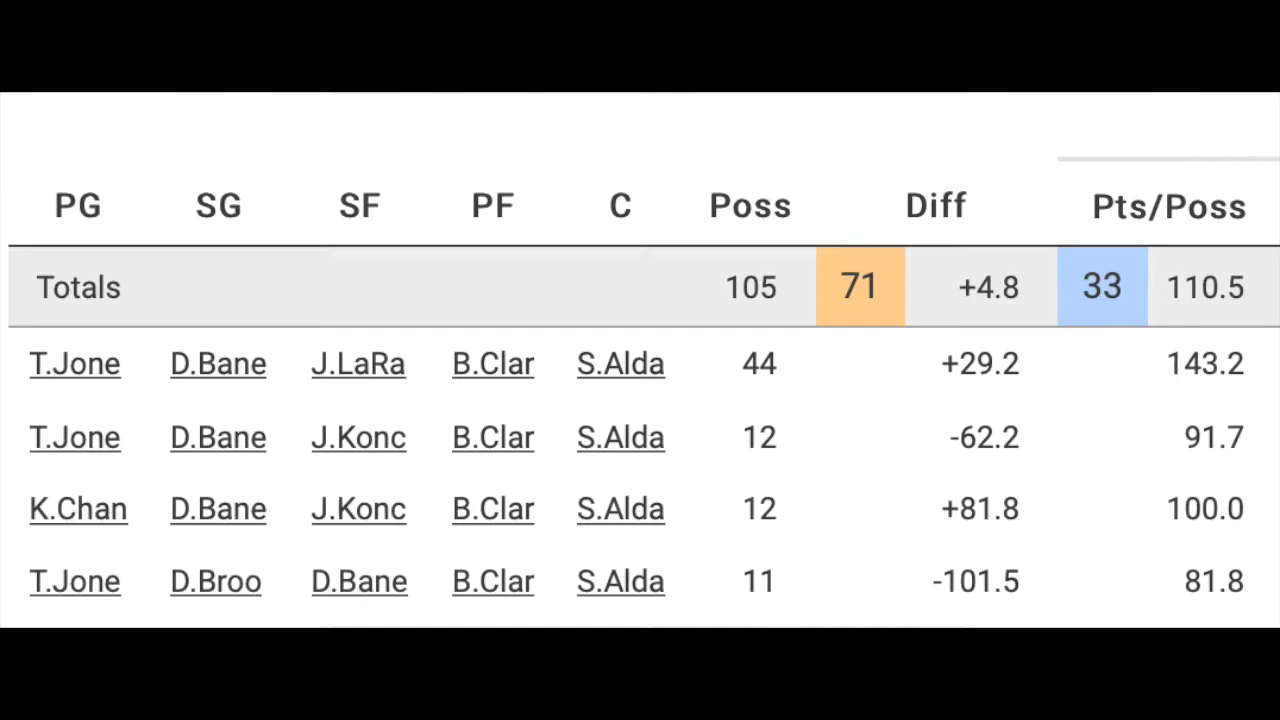 PG SG SF PF C Poss Diff Pts/Poss
Totals 105 71 +4.8 33 110.5
T.Jone D.Bane J.LaRa B.Clar S.Alda 44 +29.2 143.2
T.Jone D.Bane J.Konc B.Clar S.Alda 12 -62.2 91.7
K.Chan D.Bane J.Konc B.Clar S.Alda 12 +81.8 100.0
T.Jone D.Broo D.Bane B.Clar S.Alda 11 -101.5 81.8